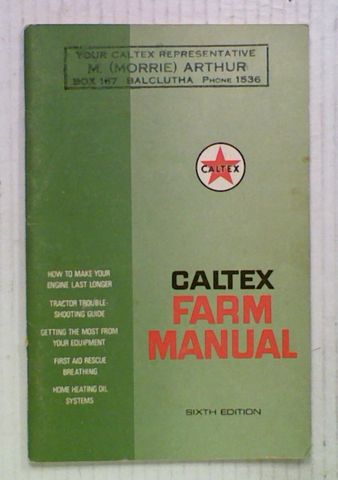 YOUR CALTEX REPRESENTATIVE
M. (MORRIE) ARTHUR
BOX 167 BALCLUTHA PHONE 1536
CALTEX
CALTEX
FARM
MANUAL
HOW TO MAKE YOUR
ENGINE LAST LONGER
TRACTOR TROUBLE-
SHOOTING GUIDE
GETTING THE MOST FROM
YOUR EQUIPMENT
FIRST AID RESCUE
BREATHING
HOME HEATING OIL
SYSTEMS
SIXTH EDITION